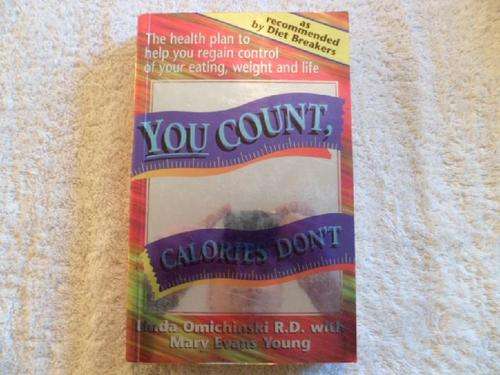 The health plan to
help you regain control
of your eating, weight and life
as
recommended
by Diet Breakers
YOU COUNT,
CALORIES DON'T
Linda Omichinski R.D. with
Mary Evans Young